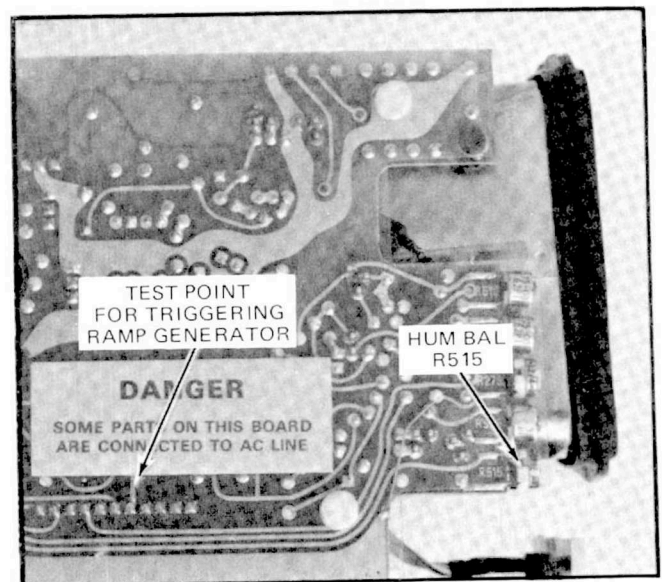 TEST POINT
FOR TRIGGERING
RAMP GENERATOR
HUM BAL
R515
DANGER
SOME PARTS ON THIS BOARD
ARE CONNECTED TO AC LINE
R515